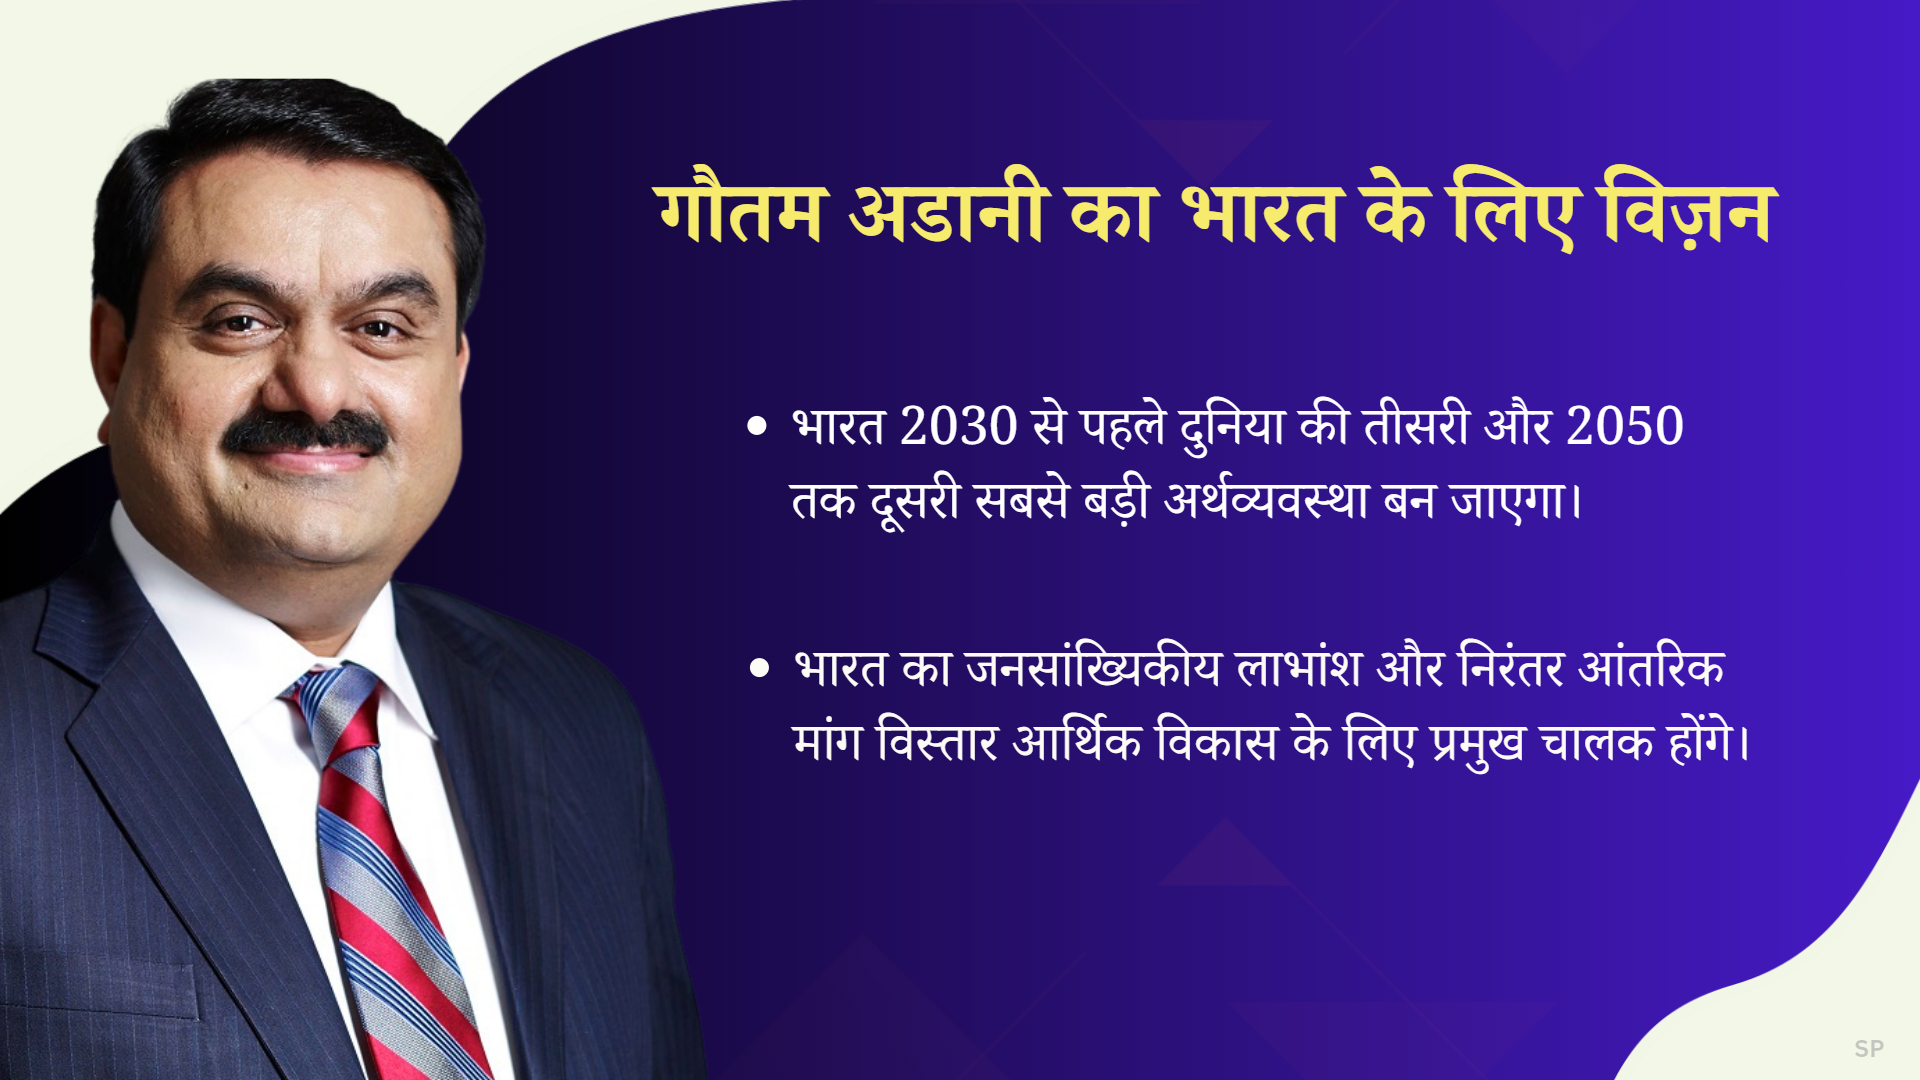 गौतम अडानी का भारत के लिए विज़न
• भारत 2030 से पहले दुनिया की तीसरी और 2050
तक दूसरी सबसे बड़ी अर्थव्यवस्था बन जाएगा।
• भारत का जनसांख्यिकीय लाभांश और निरंतर आंतरिक
मांग विस्तार आर्थिक विकास के लिए प्रमुख चालक होंगे।
SP